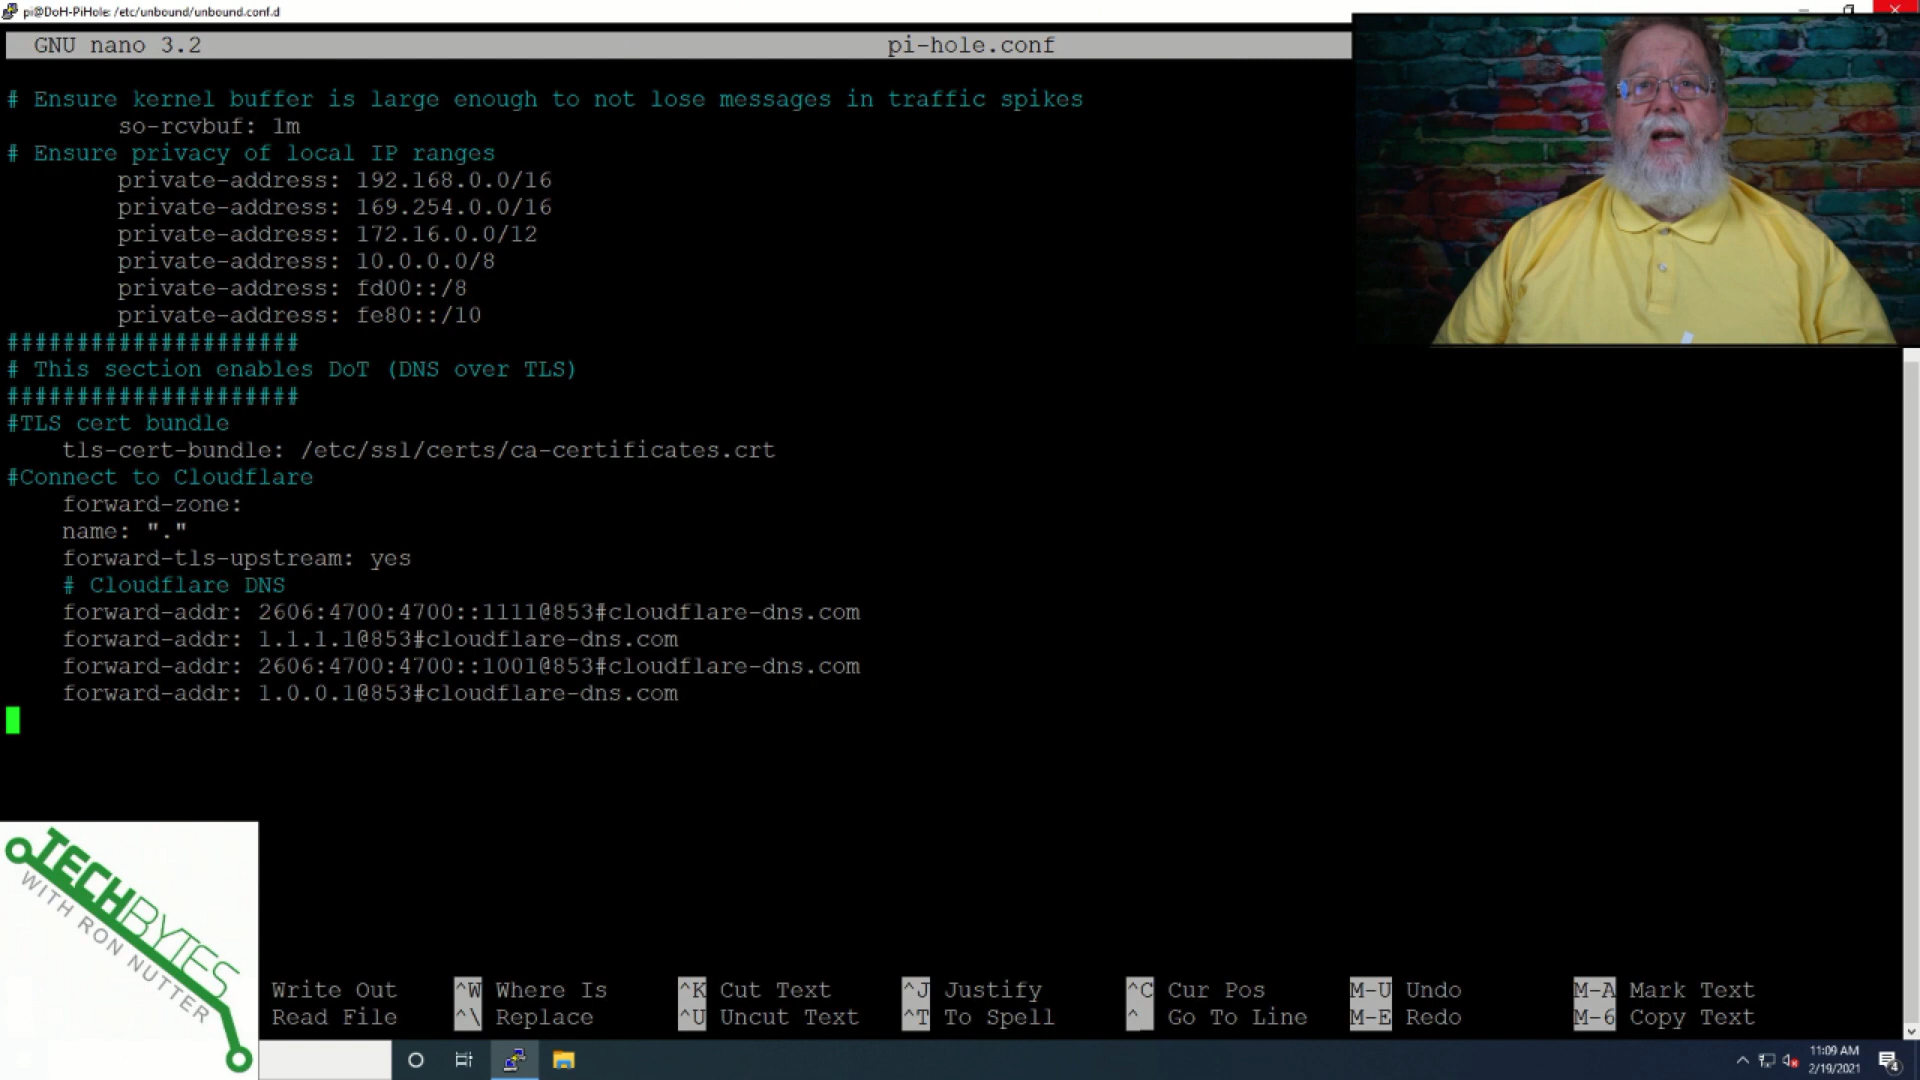 pi@DoH-PiHole: /etc/unbound/unbound.conf.d
GNU nano 3.2
pi-hole.conf
# Ensure kernel buffer is large enough to not lose messages in traffic spikes
so-rcvbuf: 1m
# Ensure privacy of local IP ranges
private-address: 192.168.0.0/16
private-address: 169.254.0.0/16
private-address: 172.16.0.0/12
private-address: 10.0.0.0/8
private-address: fd00::/8
private-address: fe80::/10
#####################
# This section enables DoT (DNS over TLS)
#####################
#TLS cert bundle
tls-cert-bundle: /etc/ssl/certs/ca-certificates.crt
#Connect to Cloudflare
forward-zone:
name: "."
forward-tls-upstream: yes
# Cloudflare DNS
forward-addr: 2606:4700:4700::1111@853#cloudflare-dns.com
forward-addr: 1.1.1.1@853#cloudflare-dns.com
forward-addr: 2606:4700:4700::1001@853#cloudflare-dns.com
forward-addr: 1.0.0.1@853#cloudflare-dns.com
TECHBYTES
WITH RON NUTTER
Write Out ^W Where Is ^K Cut Text ^J Justify ^C Cur Pos M-U Undo M-A Mark Text
Read File ^\ Replace ^U Uncut Text ^T To Spell ^ Go To Line M-E Redo M-6 Copy Text
11:09 AM
2/19/2021
4